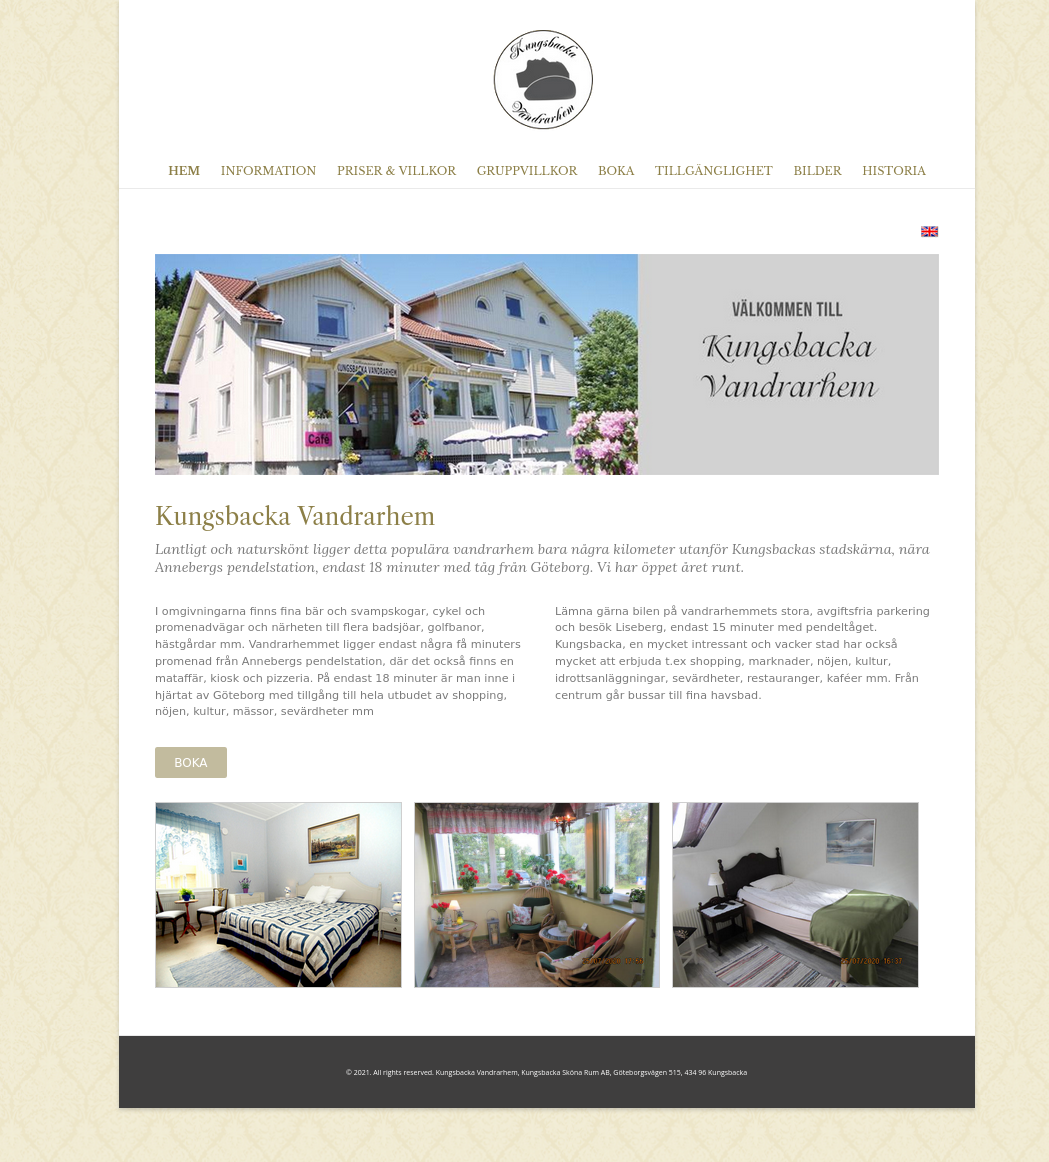 Kungsbacka
Vandrarhem
HEM INFORMATION PRISER & VILLKOR GRUPPVILLKOR BOKA TILLGÄNGLIGHET BILDER HISTORIA
KUNGSBACKA VANDRARHEM
Café
VÄLKOMMEN TILL
Kungsbacka
Vandrarhem
Kungsbacka Vandrarhem
Lantligt och naturskönt ligger detta populära vandrarhem bara några kilometer utanför Kungsbackas stadskärna, nära
Annebergs pendelstation, endast 18 minuter med tåg från Göteborg. Vi har öppet året runt.
I omgivningarna finns fina bär och svampskogar, cykel och
promenadvägar och närheten till flera badsjöar, golfbanor,
hästgårdar mm. Vandrarhemmet ligger endast några få minuters
promenad från Annebergs pendelstation, där det också finns en
mataffär, kiosk och pizzeria. På endast 18 minuter är man inne i
hjärtat av Göteborg med tillgång till hela utbudet av shopping,
nöjen, kultur, mässor, sevärdheter mm
Lämna gärna bilen på vandrarhemmets stora, avgiftsfria parkering
och besök Liseberg, endast 15 minuter med pendeltåget.
Kungsbacka, en mycket intressant och vacker stad har också
mycket att erbjuda t.ex shopping, marknader, nöjen, kultur,
idrottsanläggningar, sevärdheter, restauranger, kaféer mm. Från
centrum går bussar till fina havsbad.
BOKA
© 2021. All rights reserved. Kungsbacka Vandrarhem, Kungsbacka Sköna Rum AB, Göteborgsvägen 515, 434 96 Kungsbacka